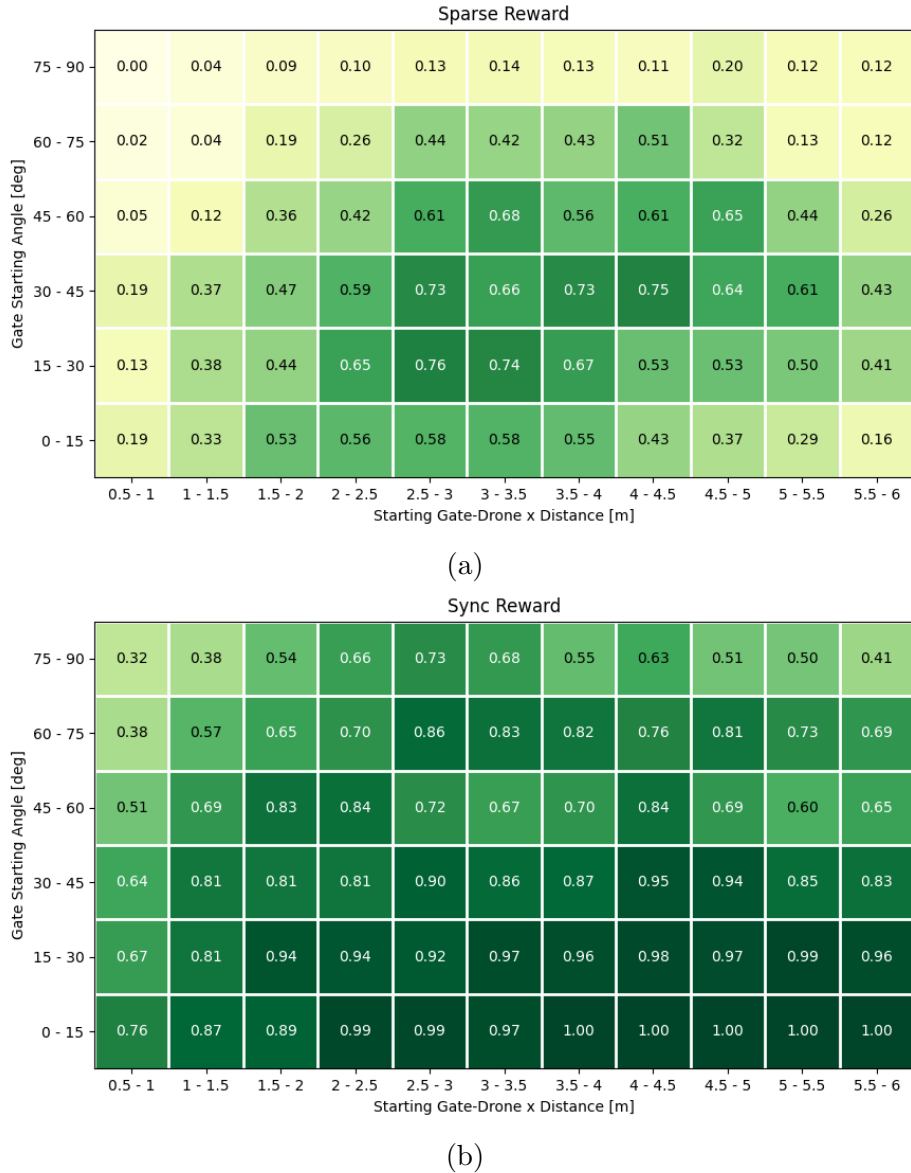 Sparse Reward
75 - 90 0.00 0.04 0.09 0.10 0.13 0.14 0.13 0.11 0.20 0.12 0.12
60 - 75 0.02 0.04 0.19 0.26 0.44 0.42 0.43 0.51 0.32 0.13 0.12
45 - 60 0.05 0.12 0.36 0.42 0.61 0.68 0.56 0.61 0.65 0.44 0.26
30 - 45 0.19 0.37 0.47 0.59 0.73 0.66 0.73 0.75 0.64 0.61 0.43
15 - 30 0.13 0.38 0.44 0.65 0.76 0.74 0.67 0.53 0.53 0.50 0.41
0 - 15 0.19 0.33 0.53 0.56 0.58 0.58 0.55 0.43 0.37 0.29 0.16
Gate Starting Angle [deg]
0.5 - 1 1 - 1.5 1.5 - 2 2 - 2.5 2.5 - 3 3 - 3.5 3.5 - 4 4 - 4.5 4.5 - 5 5 - 5.5 5.5 - 6
Starting Gate-Drone x Distance [m]
(a)
Sync Reward
75 - 90 0.32 0.38 0.54 0.66 0.73 0.68 0.55 0.63 0.51 0.50 0.41
60 - 75 0.38 0.57 0.65 0.70 0.86 0.83 0.82 0.76 0.81 0.73 0.69
45 - 60 0.51 0.69 0.83 0.84 0.72 0.67 0.70 0.84 0.69 0.60 0.65
30 - 45 0.64 0.81 0.81 0.81 0.90 0.86 0.87 0.95 0.94 0.85 0.83
15 - 30 0.67 0.81 0.94 0.94 0.92 0.97 0.96 0.98 0.97 0.99 0.96
0 - 15 0.76 0.87 0.89 0.99 0.99 0.97 1.00 1.00 1.00 1.00 1.00
Gate Starting Angle [deg]
0.5 - 1 1 - 1.5 1.5 - 2 2 - 2.5 2.5 - 3 3 - 3.5 3.5 - 4 4 - 4.5 4.5 - 5 5 - 5.5 5.5 - 6
Starting Gate-Drone x Distance [m]
(b)